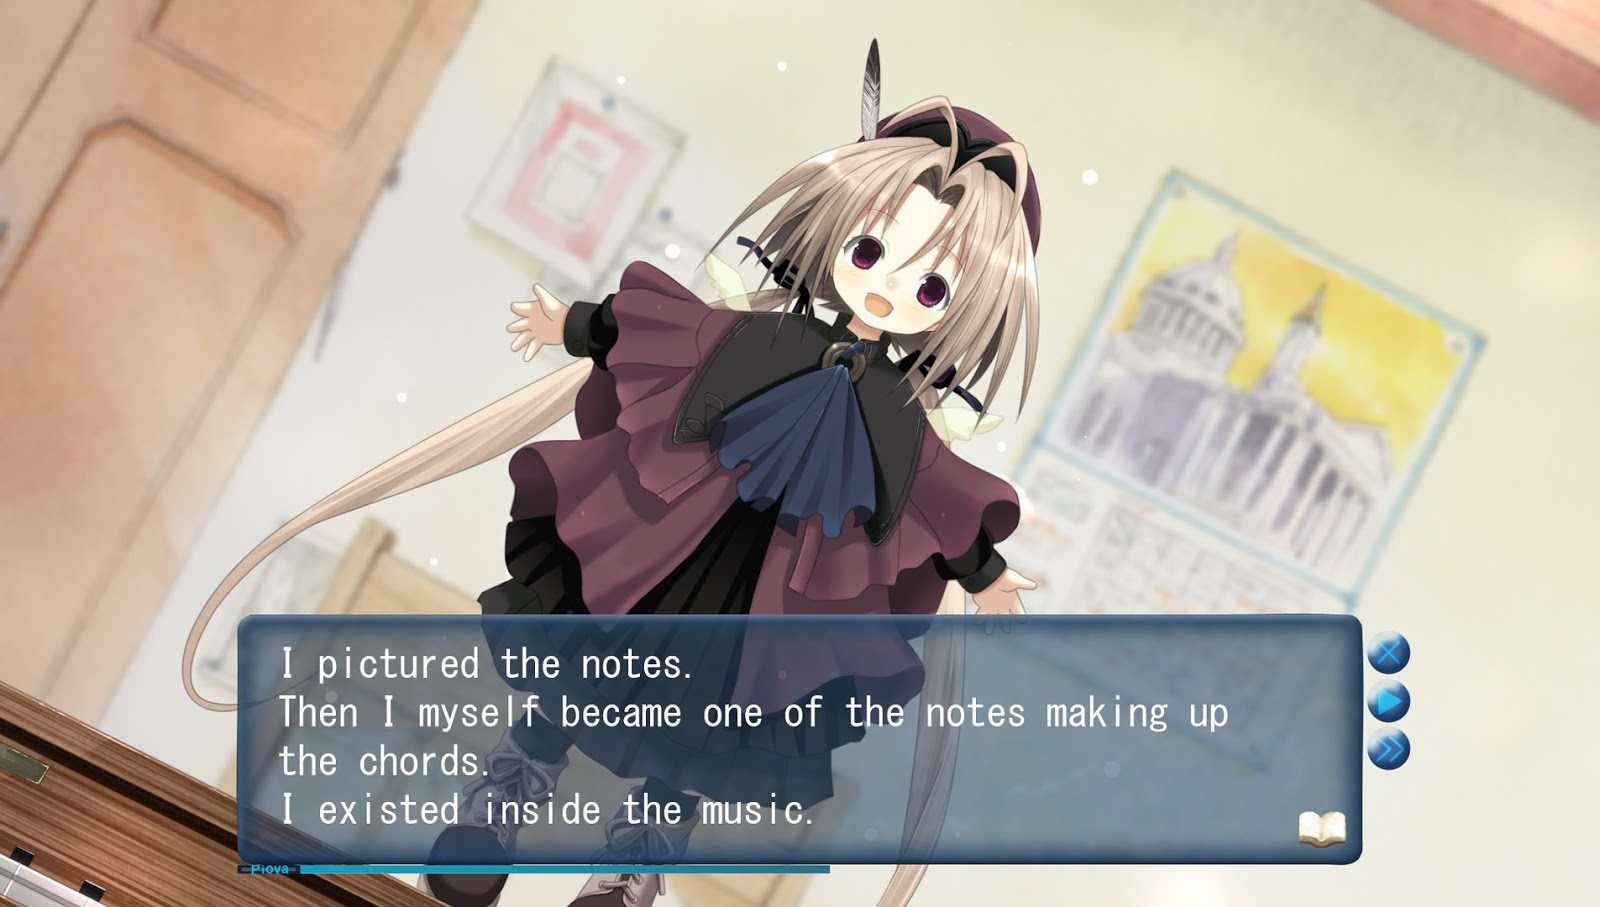 I pictured the notes.
Then I myself became one of the notes making up
the chords.
I existed inside the music.
Piova